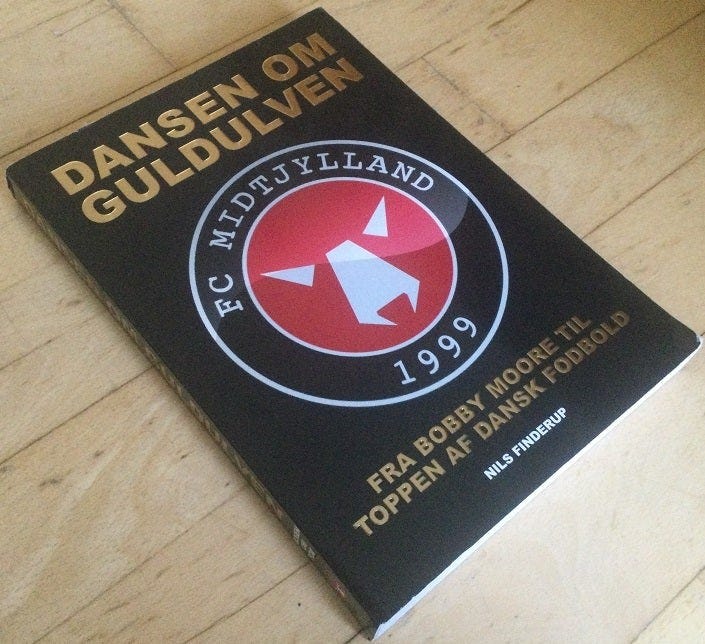 DANSEN OM
GULDULVEN
FC MIDTJYLLAND
1999
FRA BOBBY MOORE TIL
TOPPEN AF DANSK FODBOLD
NILS FINDERUP